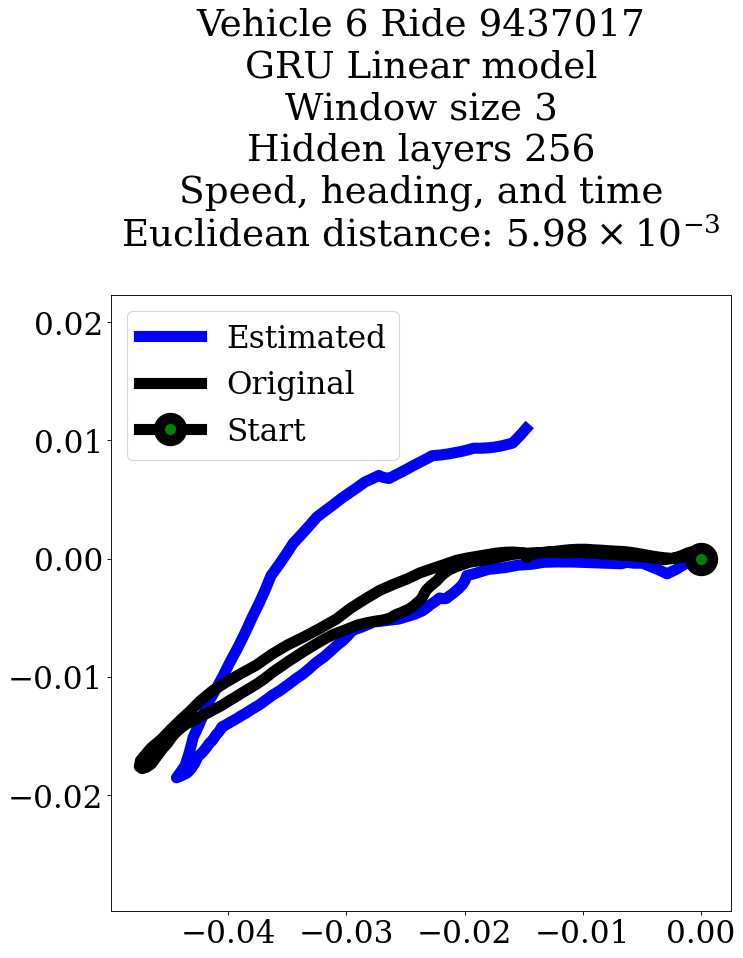 Vehicle 6 Ride 9437017
GRU Linear model
Window size 3
Hidden layers 256
Speed, heading, and time
Euclidean distance: 5.98 × 10⁻³
0.02
0.01
0.00
−0.01
−0.02
Estimated
Original
Start
−0.04 −0.03 −0.02 −0.01 0.00